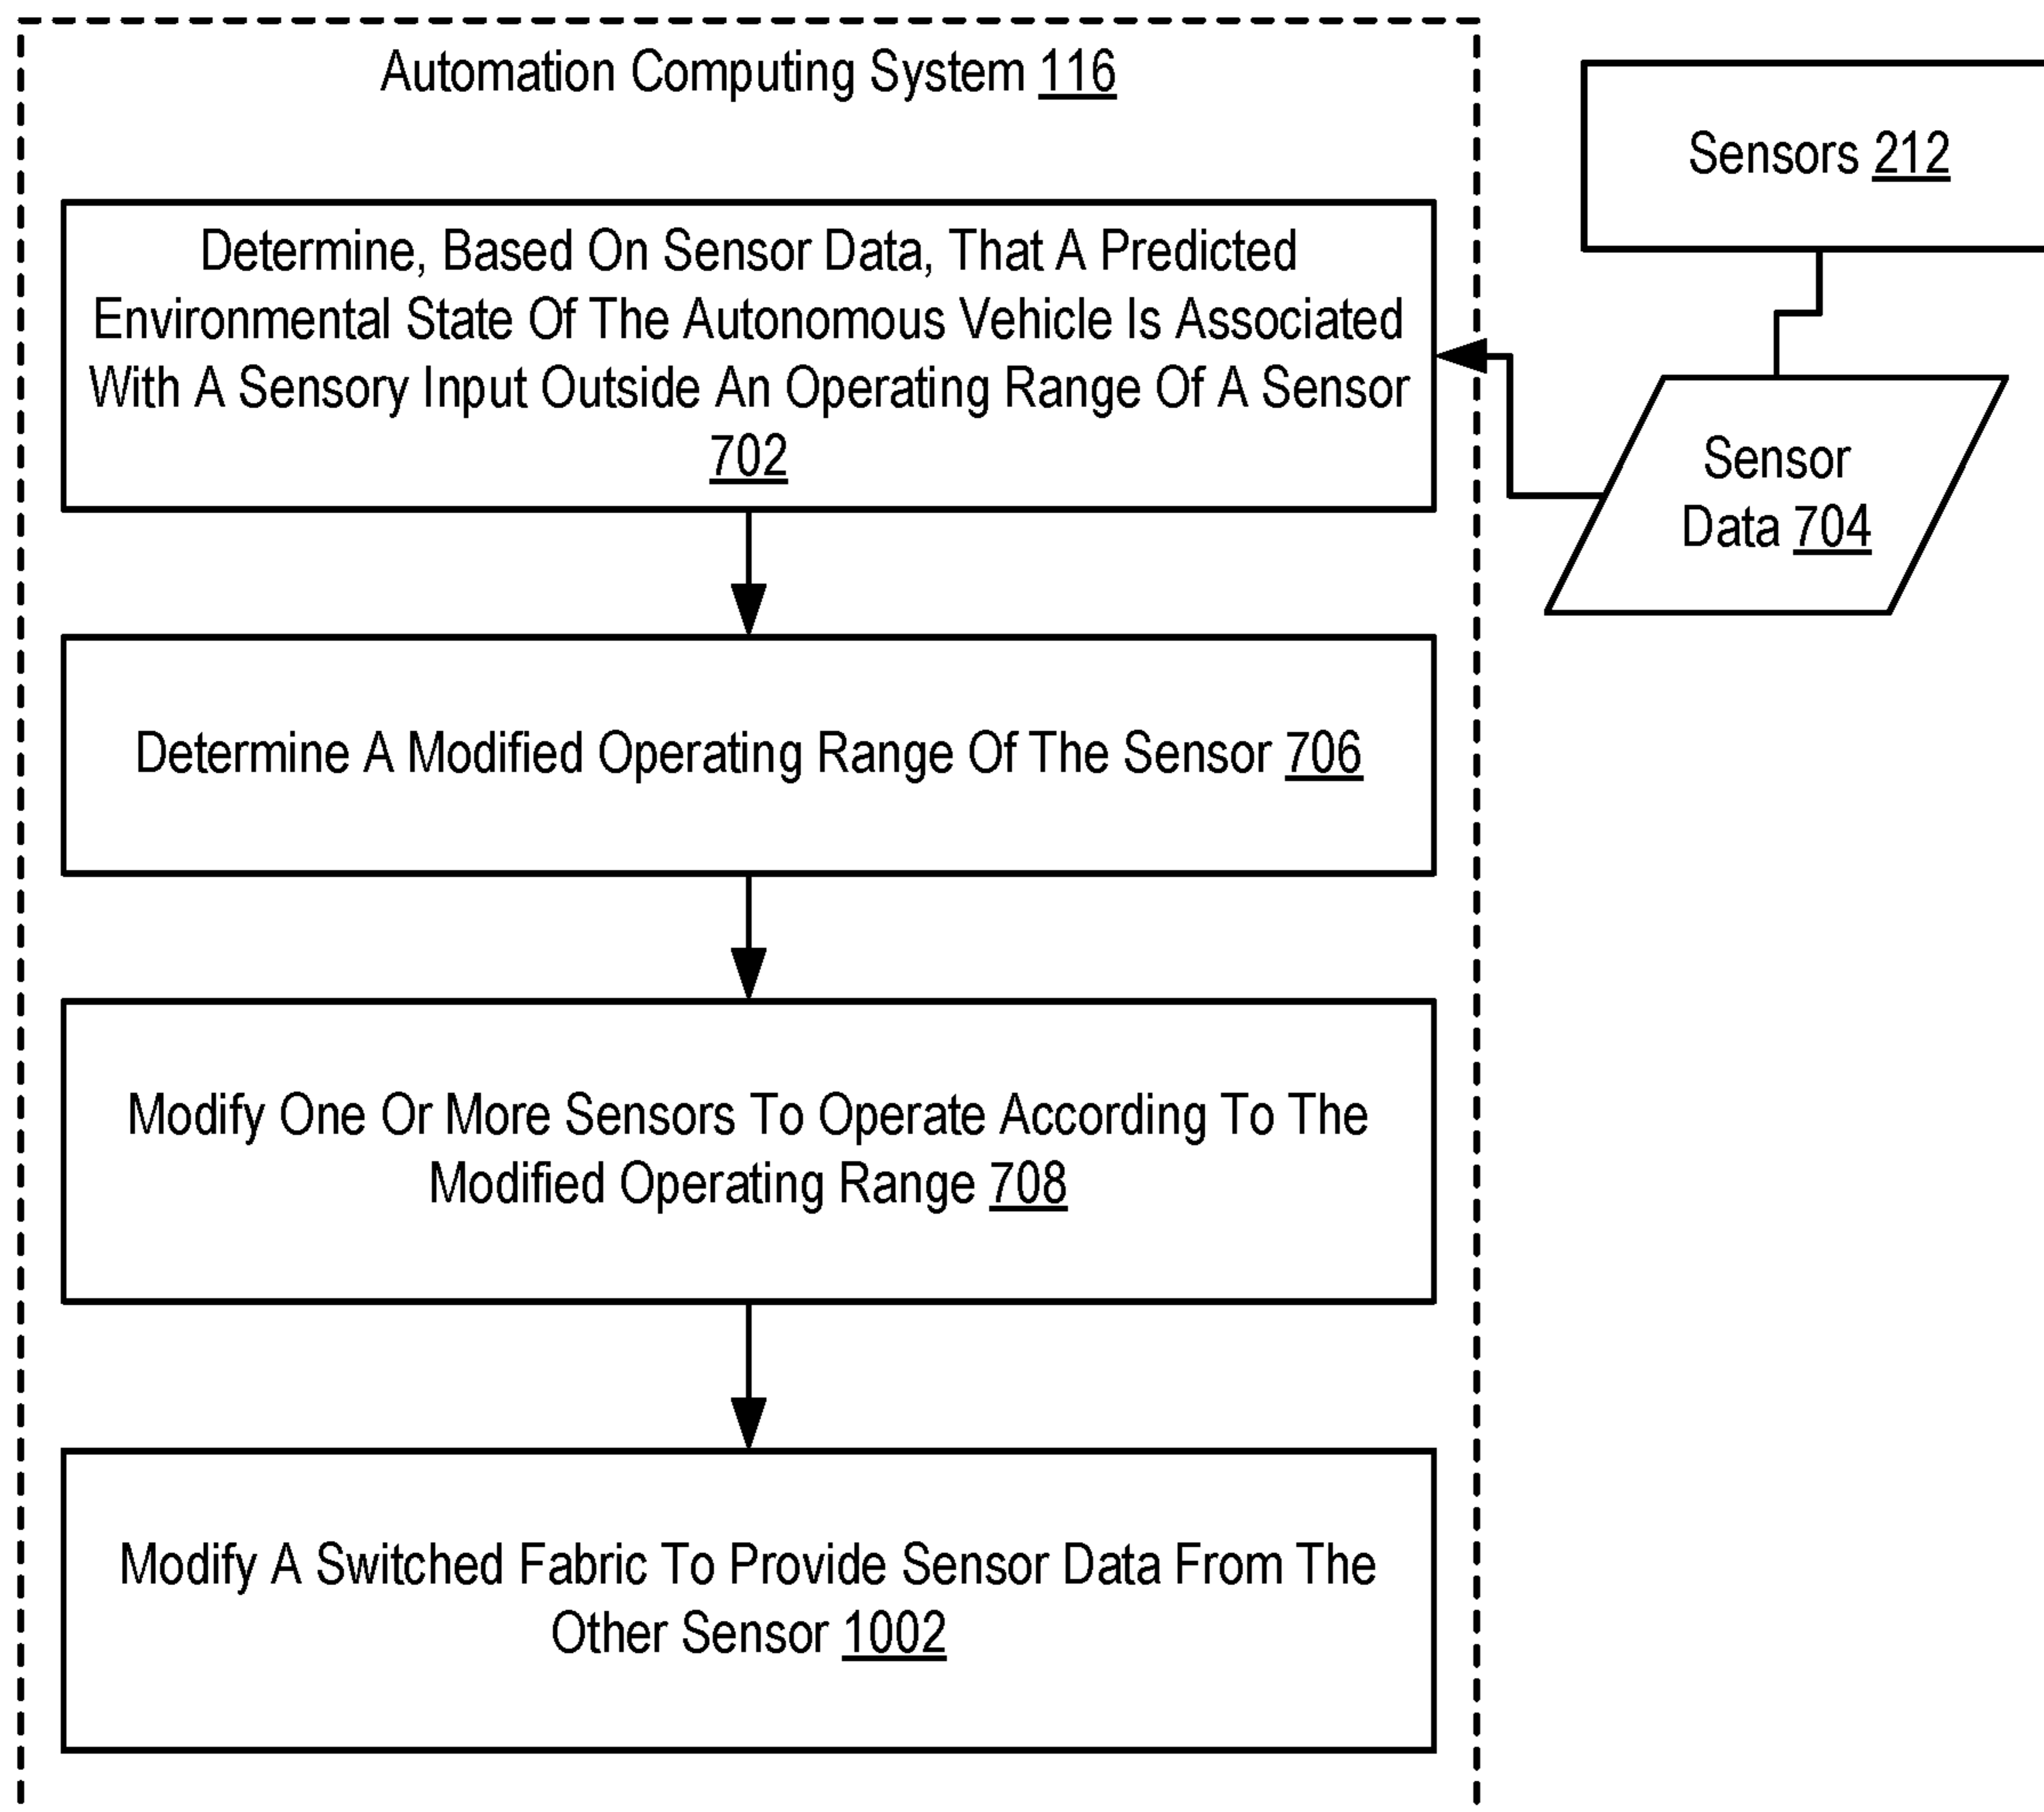 Automation Computing System 116
Determine, Based On Sensor Data, That A Predicted
Environmental State Of The Autonomous Vehicle Is Associated
With A Sensory Input Outside An Operating Range Of A Sensor
702
Sensors 212
Sensor
Data 704
Determine A Modified Operating Range Of The Sensor 706
Modify One Or More Sensors To Operate According To The
Modified Operating Range 708
Modify A Switched Fabric To Provide Sensor Data From The
Other Sensor 1002